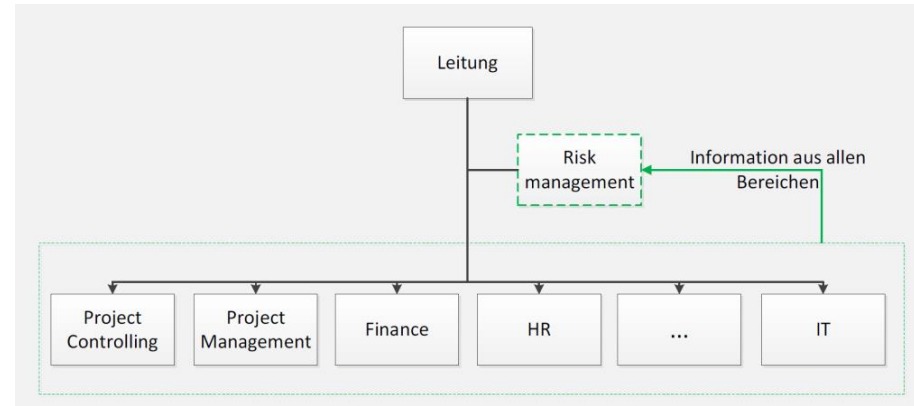 Leitung
Risk
management
Information aus allen
Bereichen
Project
Controlling
Project
Management
Finance
HR
...
IT